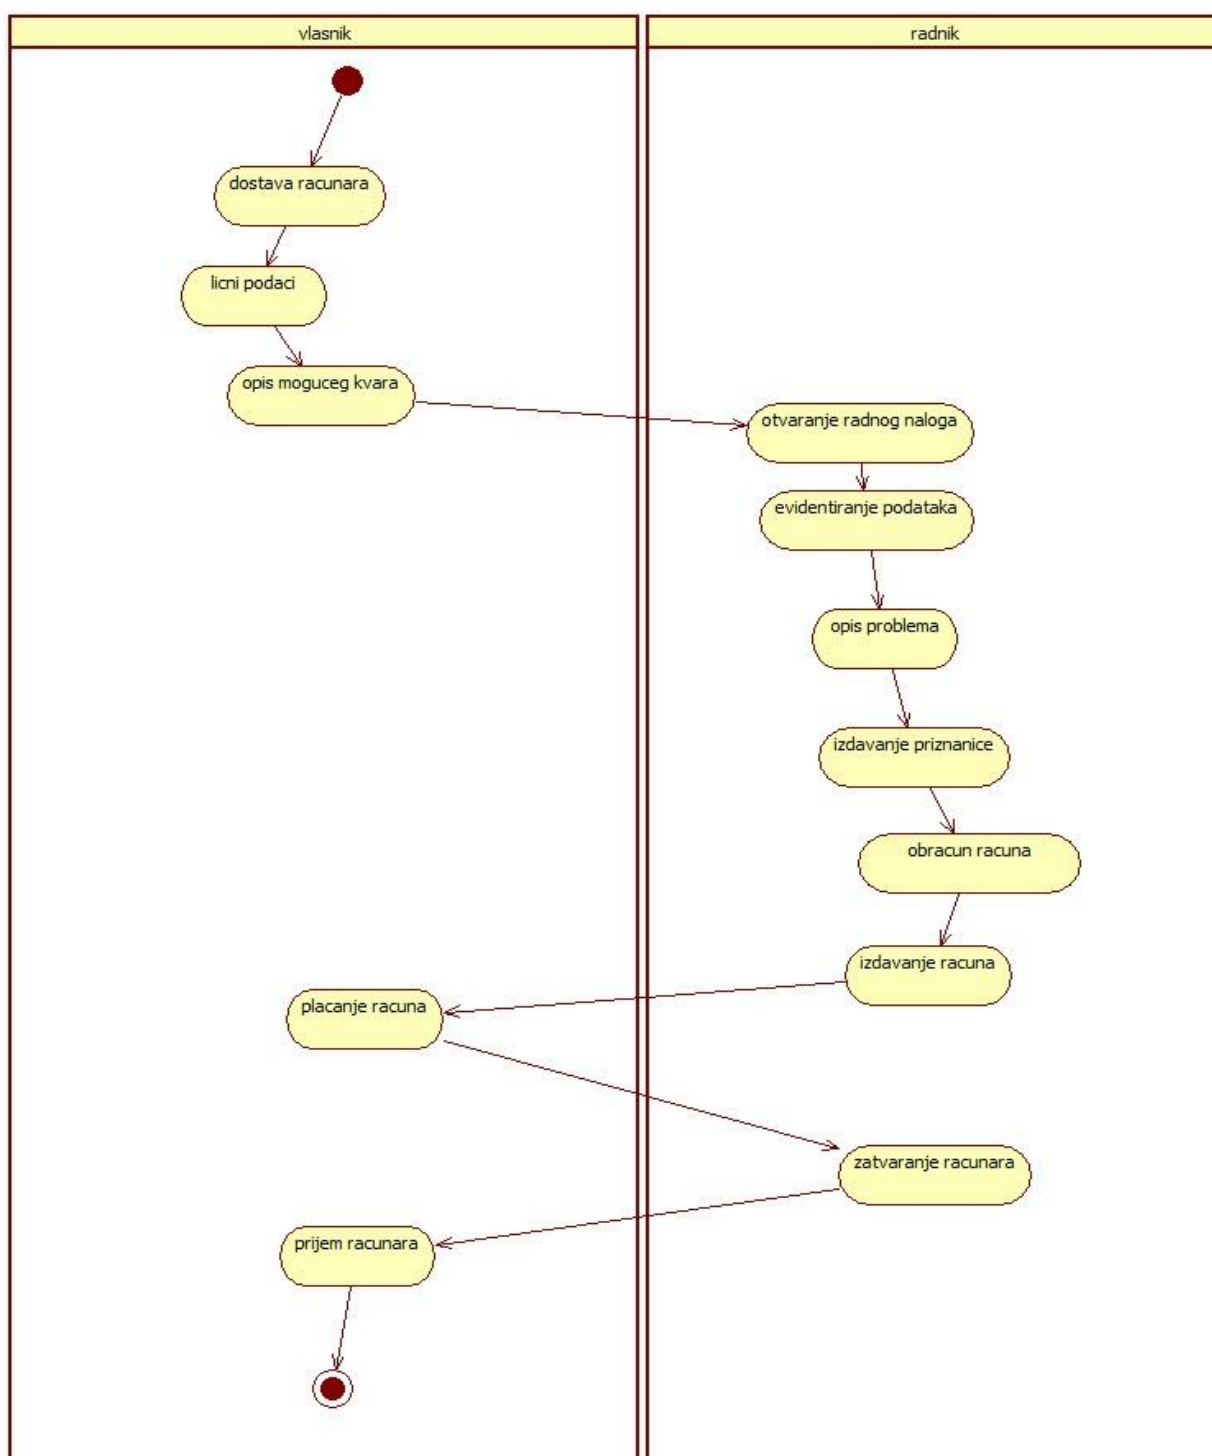 vlasnik
radnik
dostava racunara
licni podaci
opis moguceg kvara
otvaranje radnog naloga
evidentiranje podataka
opis problema
izdavanje priznanice
obracun racuna
izdavanje racuna
placanje racuna
zatvaranje racunara
prijem racunara